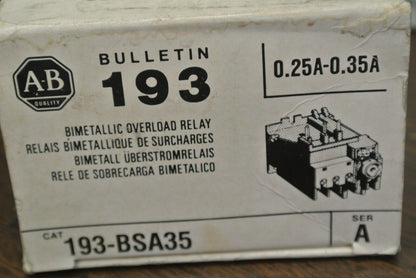 AB
QUALITY
BULLETIN
193
0.25A-0.35A
BIMETALLIC OVERLOAD RELAY
RELAIS BIMETALLIQUE DE SURCHARGES
BIMETALL ÜBERSTROMRELAIS
RELE DE SOBRECARGA BIMETALICO
CAT. 193-BSA35
SER
A